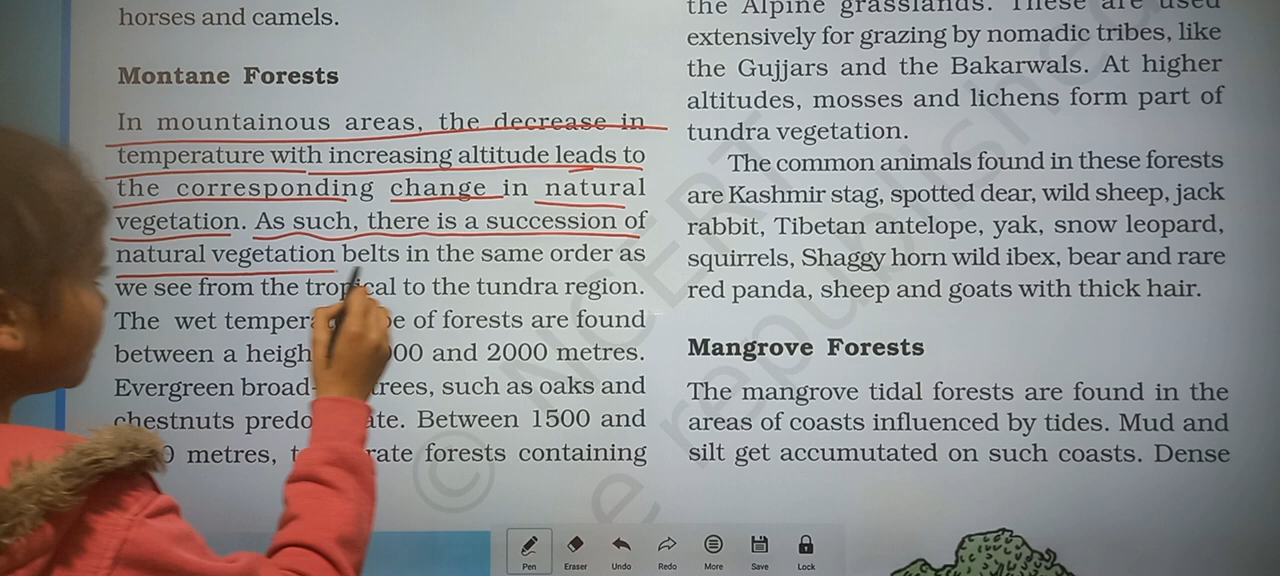 horses and camels.
Montane Forests
In mountainous areas, the decrease in
temperature with increasing altitude leads to
the corresponding change in natural
vegetation. As such, there is a succession of
natural vegetation belts in the same order as
we see from the tropical to the tundra region.
The wet of forests are found
between a 00 and 2000 metres.
Evergreen broad- trees, such as oaks and
chestnuts Between 1500 and
metres, forests containing
the Alpine grasslands. These are used
extensively for grazing by nomadic tribes, like
the Gujjars and the Bakarwals. At higher
altitudes, mosses and lichens form part of
tundra vegetation.
The common animals found in these forests
are Kashmir stag, spotted dear, wild sheep, jack
rabbit, Tibetan antelope, yak, snow leopard,
squirrels, Shaggy horn wild ibex, bear and rare
red panda, sheep and goats with thick hair.
Mangrove Forests
The mangrove tidal forests are found in the
areas of coasts influenced by tides. Mud and
silt get accumutated on such coasts. Dense
© NCERT
e republished
Pen Eraser Undo Redo More Save Lock